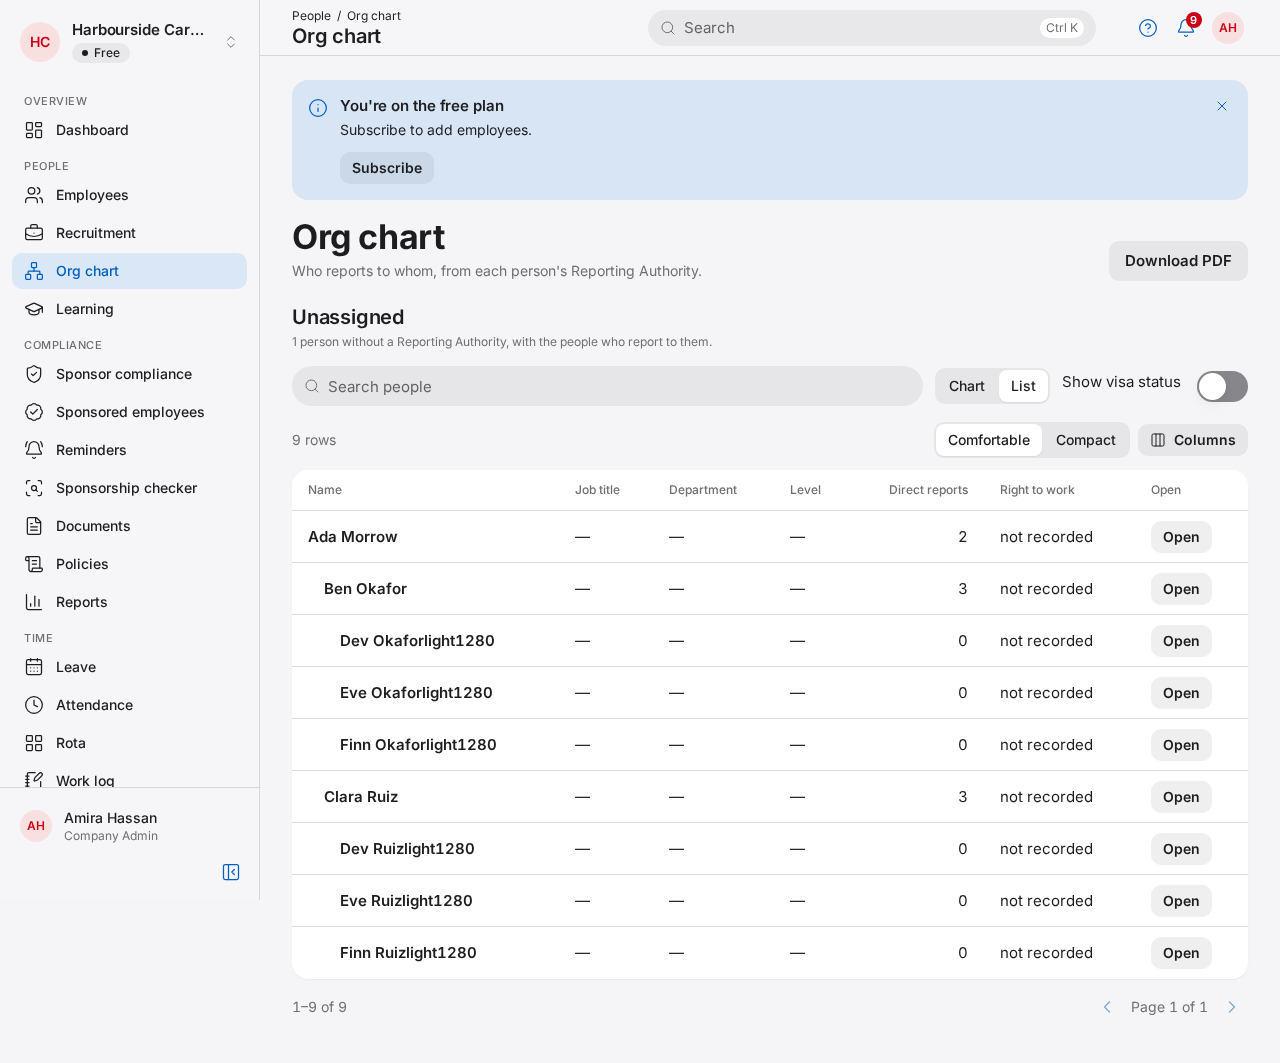 HC
Harbourside Car...
Free
OVERVIEW
Dashboard
PEOPLE
Employees
Recruitment
Org chart
Learning
COMPLIANCE
Sponsor compliance
Sponsored employees
Reminders
Sponsorship checker
Documents
Policies
Reports
TIME
Leave
Attendance
Rota
Work log
AH
Amira Hassan
Company Admin
People / Org chart
Org chart
Search
Ctrl K
9
AH
You're on the free plan
Subscribe to add employees.
Subscribe
Org chart
Who reports to whom, from each person's Reporting Authority.
Download PDF
Unassigned
1 person without a Reporting Authority, with the people who report to them.
Search people
Chart List
Show visa status
9 rows
Comfortable Compact
Columns
Name Job title Department Level Direct reports Right to work Open
Ada Morrow — — — 2 not recorded Open
Ben Okafor — — — 3 not recorded Open
Dev Okaforlight1280 — — — 0 not recorded Open
Eve Okaforlight1280 — — — 0 not recorded Open
Finn Okaforlight1280 — — — 0 not recorded Open
Clara Ruiz — — — 3 not recorded Open
Dev Ruizlight1280 — — — 0 not recorded Open
Eve Ruizlight1280 — — — 0 not recorded Open
Finn Ruizlight1280 — — — 0 not recorded Open
1–9 of 9
Page 1 of 1